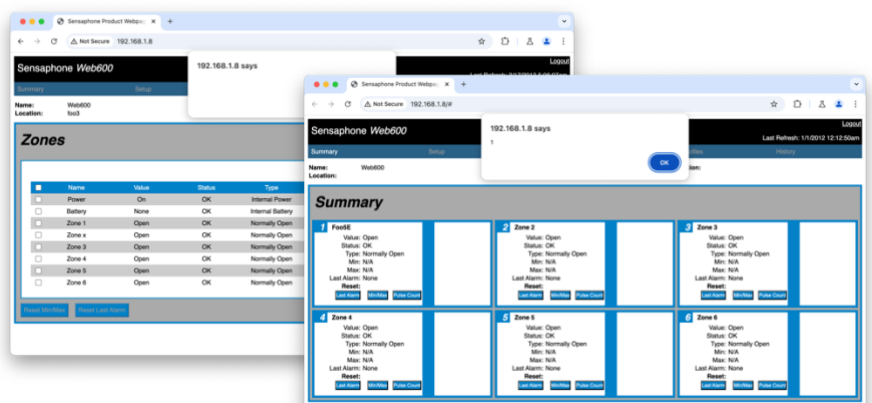 Sensaphone Product Webpag
Not Secure 192.168.1.8
Sensaphone Web600
Logout
192.168.1.8 says
Summary Setup
Name: Web600
Location: foo3
Zones
Name Value Status Type
Power On OK Internal Power
Battery None OK Internal Battery
Zone 1 Open OK Normally Open
Zone x Open OK Normally Open
Zone 3 Open OK Normally Open
Zone 4 Open OK Normally Open
Zone 5 Open OK Normally Open
Zone 6 Open OK Normally Open
Reset Min/Max Reset Last Alarm
Sensaphone Product Webpag
Not Secure 192.168.1.8/#
Sensaphone Web600
Logout
Last Refresh: 1/1/2012 12:12:50am
192.168.1.8 says
1
OK
Summary Setup History
Name: Web600
Location:
Summary
1 Foo5E
Value: Open
Status: OK
Type: Normally Open
Min: N/A
Max: N/A
Last Alarm: None
Reset:
Last Alarm Min/Max Pulse Count
2 Zone 2
Value: Open
Status: OK
Type: Normally Open
Min: N/A
Max: N/A
Last Alarm: None
Reset:
Last Alarm Min/Max Pulse Count
3 Zone 3
Value: Open
Status: OK
Type: Normally Open
Min: N/A
Max: N/A
Last Alarm: None
Reset:
Last Alarm Min/Max Pulse Count
4 Zone 4
Value: Open
Status: OK
Type: Normally Open
Min: N/A
Max: N/A
Last Alarm: None
Reset:
Last Alarm Min/Max Pulse Count
5 Zone 5
Value: Open
Status: OK
Type: Normally Open
Min: N/A
Max: N/A
Last Alarm: None
Reset:
Last Alarm Min/Max Pulse Count
6 Zone 6
Value: Open
Status: OK
Type: Normally Open
Min: N/A
Max: N/A
Last Alarm: None
Reset:
Last Alarm Min/Max Pulse Count